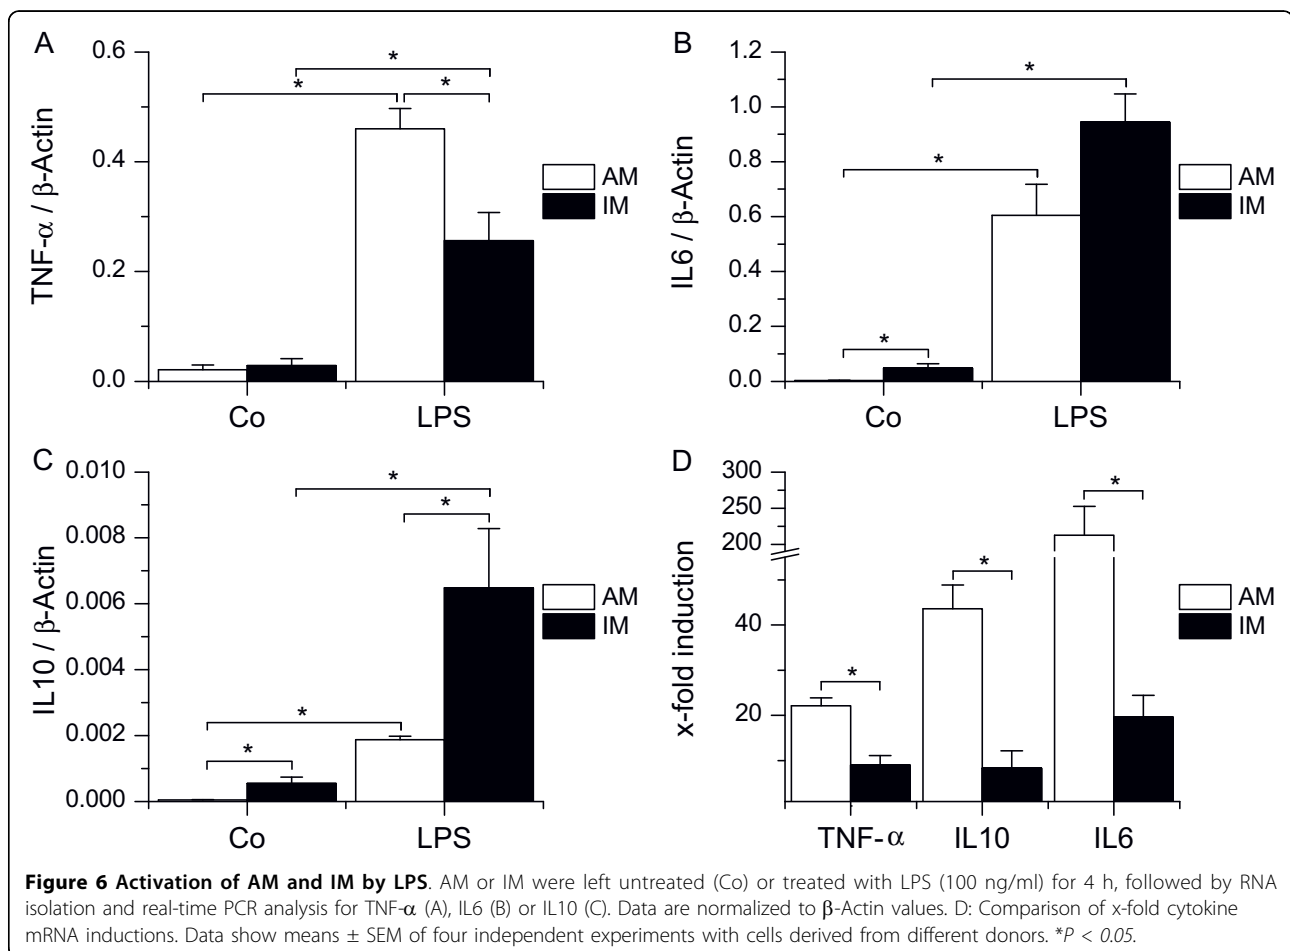 A
TNF-α / β-Actin
0.6
0.4
0.2
0.0
* * *
Co LPS
AM
IM
B
IL6 / β-Actin
1.2
1.0
0.8
0.6
0.4
0.2
0.0
* * *
Co LPS
AM
IM
C
IL10 / β-Actin
0.010
0.008
0.006
0.004
0.002
0.000
* * * *
Co LPS
AM
IM
D
x-fold induction
300
250
200
40
20
* * *
TNF-α IL10 IL6
AM
IM
Figure 6 Activation of AM and IM by LPS. AM or IM were left untreated (Co) or treated with LPS (100 ng/ml) for 4 h, followed by RNA
isolation and real-time PCR analysis for TNF-α (A), IL6 (B) or IL10 (C). Data are normalized to β-Actin values. D: Comparison of x-fold cytokine
mRNA inductions. Data show means ± SEM of four independent experiments with cells derived from different donors. *P < 0.05.